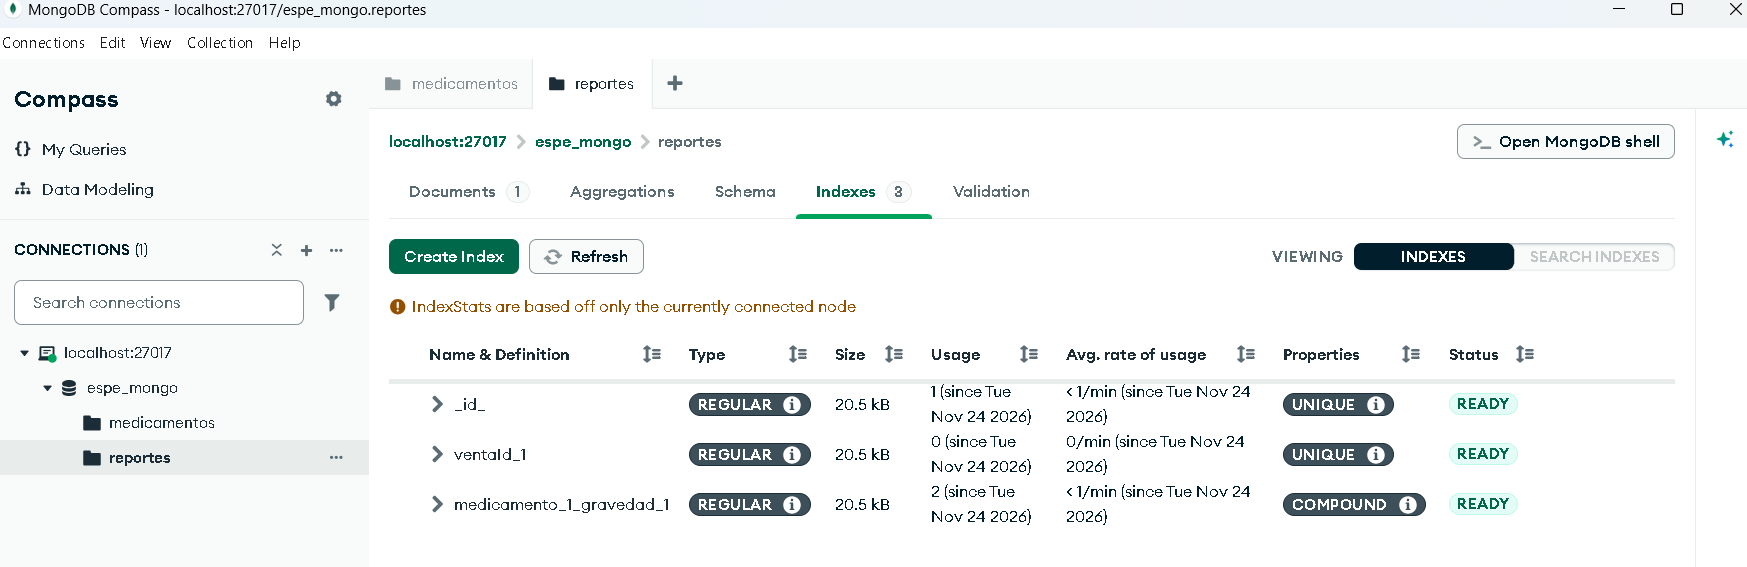 MongoDB Compass - localhost:27017/espe_mongo.reportes
Connections Edit View Collection Help
Compass
My Queries
Data Modeling
CONNECTIONS (1)
Search connections
localhost:27017
espe_mongo
medicamentos
reportes
medicamentos reportes
localhost:27017 espe_mongo reportes
Open MongoDB shell
Documents 1 Aggregations Schema Indexes 3 Validation
Create Index Refresh
VIEWING INDEXES SEARCH INDEXES
IndexStats are based off only the currently connected node
Name & Definition Type Size Usage Avg. rate of usage Properties Status
_id_ REGULAR 20.5 kB 1 (since Tue Nov 24 2026) < 1/min (since Tue Nov 24 2026) UNIQUE READY
ventaId_1 REGULAR 20.5 kB 0 (since Tue Nov 24 2026) 0/min (since Tue Nov 24 2026) UNIQUE READY
medicamento_1_gravedad_1 REGULAR 20.5 kB 2 (since Tue Nov 24 2026) < 1/min (since Tue Nov 24 2026) COMPOUND READY